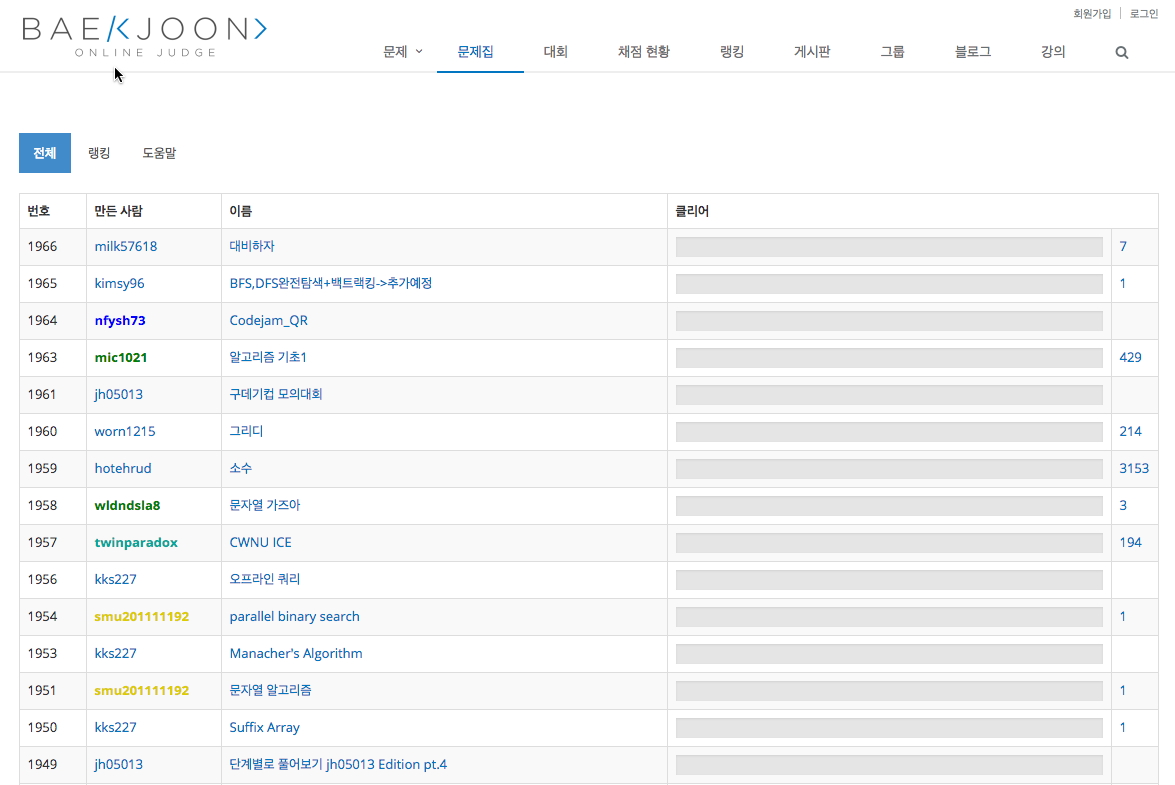 회원가입 로그인
BAEKJOON>
ONLINE JUDGE
문제 문제집 대회 채점 현황 랭킹 게시판 그룹 블로그 강의
전체 랭킹 도움말
번호 만든 사람 이름 클리어
1966 milk57618 대비하자 7
1965 kimsy96 BFS,DFS완전탐색+백트랙킹->추가예정 1
1964 nfysh73 Codejam_QR
1963 mic1021 알고리즘 기초1 429
1961 jh05013 구데기컵 모의대회
1960 worn1215 그리디 214
1959 hotehrud 소수 3153
1958 wldndsla8 문자열 가즈아 3
1957 twinparadox CWNU ICE 194
1956 kks227 오프라인 쿼리
1954 smu201111192 parallel binary search 1
1953 kks227 Manacher's Algorithm
1951 smu201111192 문자열 알고리즘 1
1950 kks227 Suffix Array 1
1949 jh05013 단계별로 풀어보기 jh05013 Edition pt.4